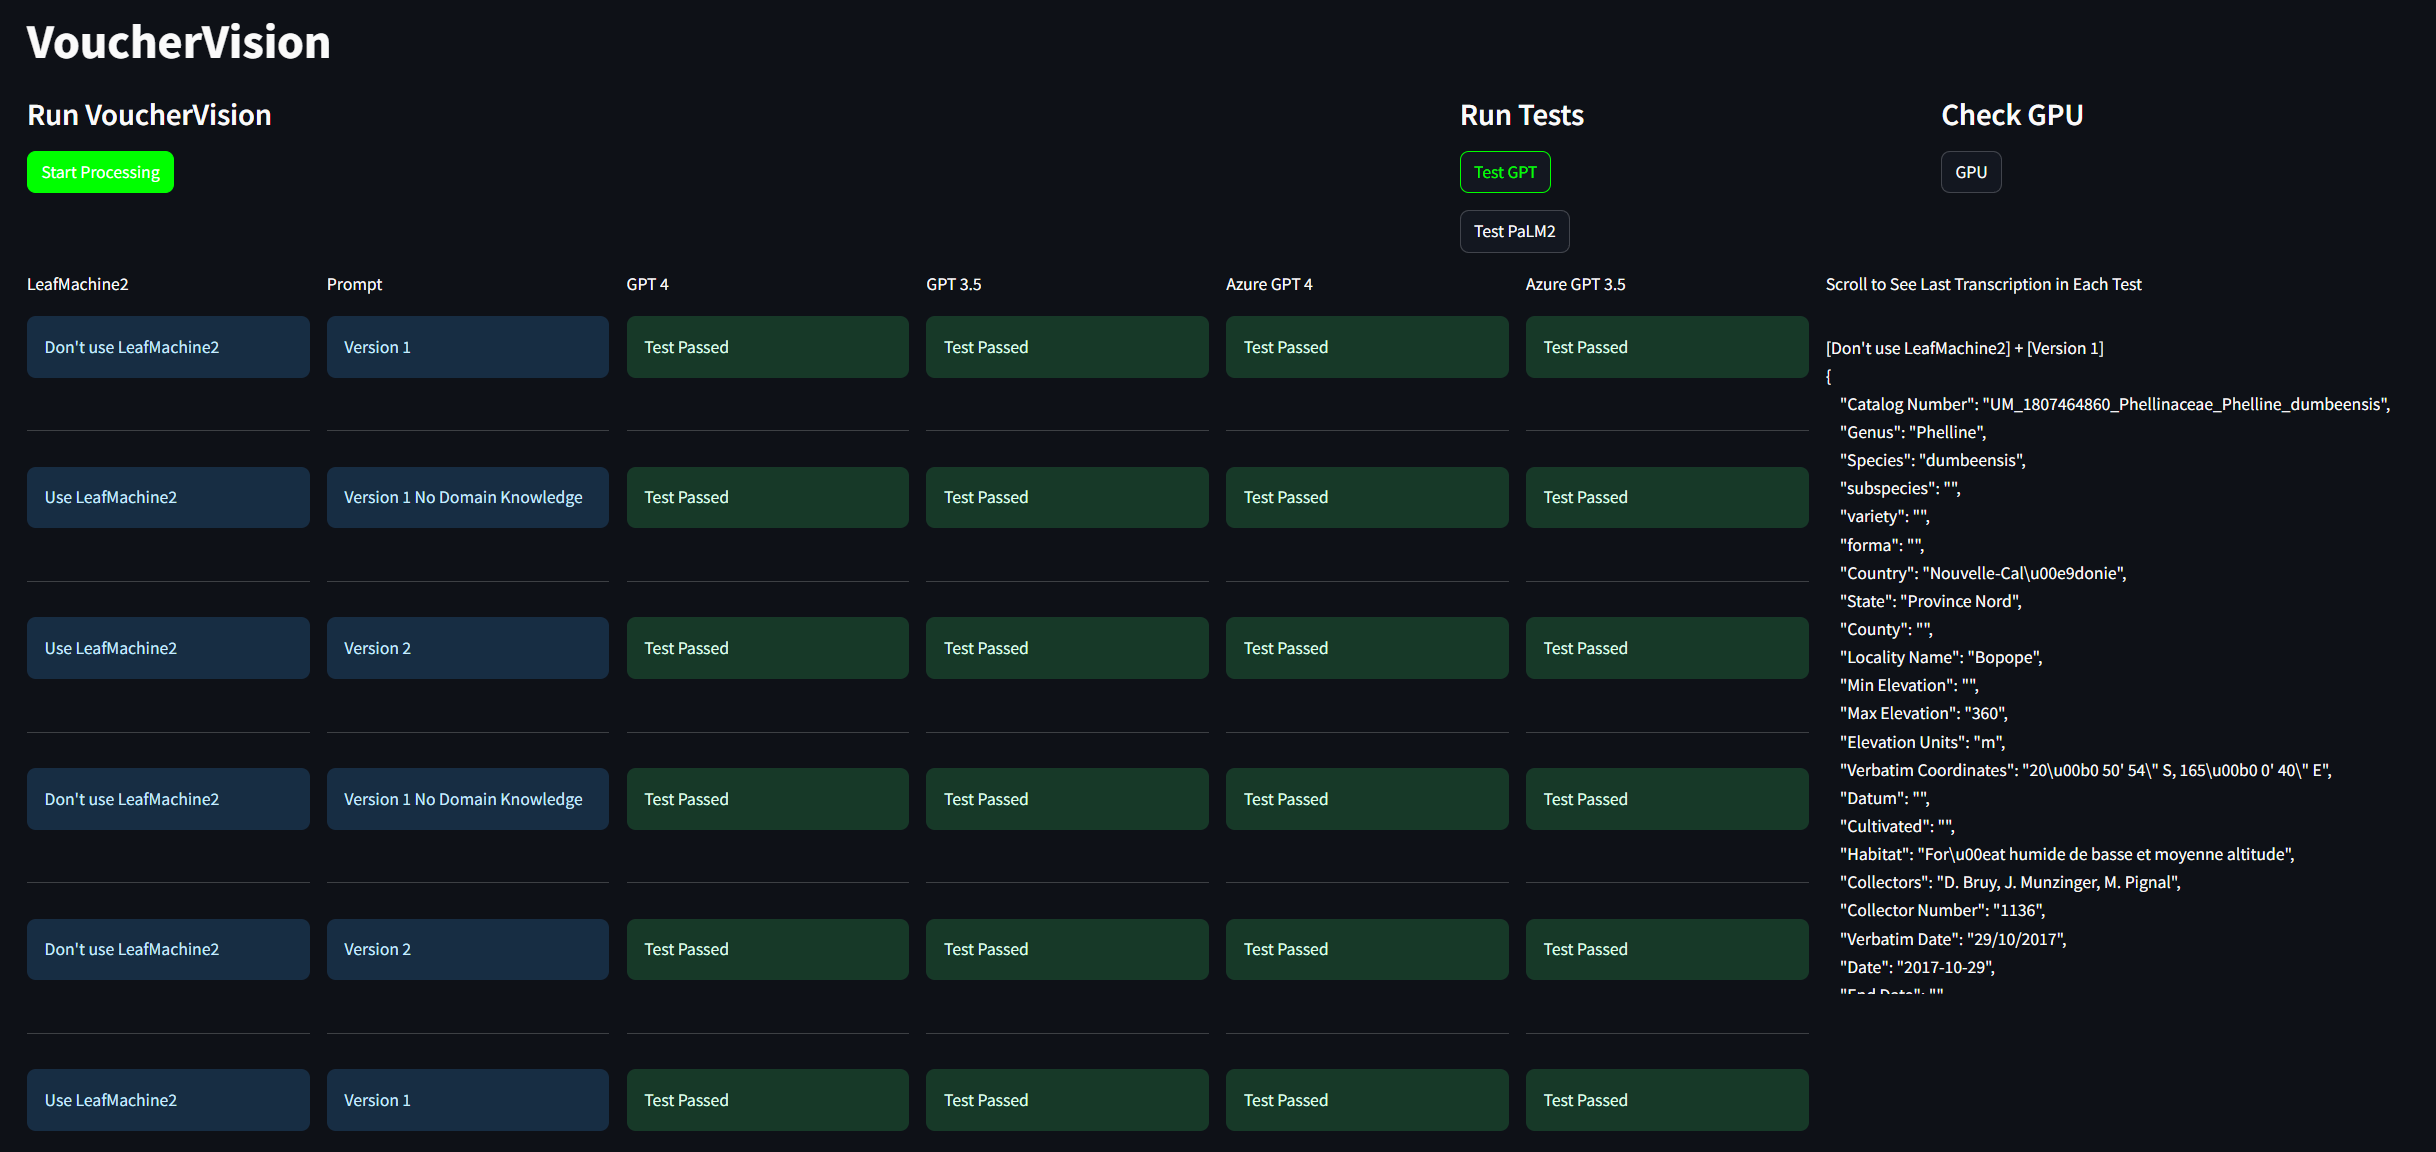 VoucherVision
Run VoucherVision
Run Tests
Check GPU
Start Processing
Test GPT
GPU
Test PaLM2
LeafMachine2
Prompt
GPT 4
GPT 3.5
Azure GPT 4
Azure GPT 3.5
Scroll to See Last Transcription in Each Test
Don't use LeafMachine2
Version 1
Test Passed
Test Passed
Test Passed
Test Passed
Use LeafMachine2
Version 1 No Domain Knowledge
Test Passed
Test Passed
Test Passed
Test Passed
Use LeafMachine2
Version 2
Test Passed
Test Passed
Test Passed
Test Passed
Don't use LeafMachine2
Version 1 No Domain Knowledge
Test Passed
Test Passed
Test Passed
Test Passed
Don't use LeafMachine2
Version 2
Test Passed
Test Passed
Test Passed
Test Passed
Use LeafMachine2
Version 1
Test Passed
Test Passed
Test Passed
Test Passed
[Don't use LeafMachine2] + [Version 1]
{
"Catalog Number": "UM_1807464860_Phellinaceae_Phelline_dumbeensis",
"Genus": "Phelline",
"Species": "dumbeensis",
"subspecies": "",
"variety": "",
"forma": "",
"Country": "Nouvelle-Cal\u00e9donie",
"State": "Province Nord",
"County": "",
"Locality Name": "Bopope",
"Min Elevation": "",
"Max Elevation": "360",
"Elevation Units": "m",
"Verbatim Coordinates": "20\u00b0 50' 54\" S, 165\u00b0 0' 40\" E",
"Datum": "",
"Cultivated": "",
"Habitat": "For\u00eat humide de basse et moyenne altitude",
"Collectors": "D. Bruy, J. Munzinger, M. Pignal",
"Collector Number": "1136",
"Verbatim Date": "29/10/2017",
"Date": "2017-10-29",
"End Date": ""